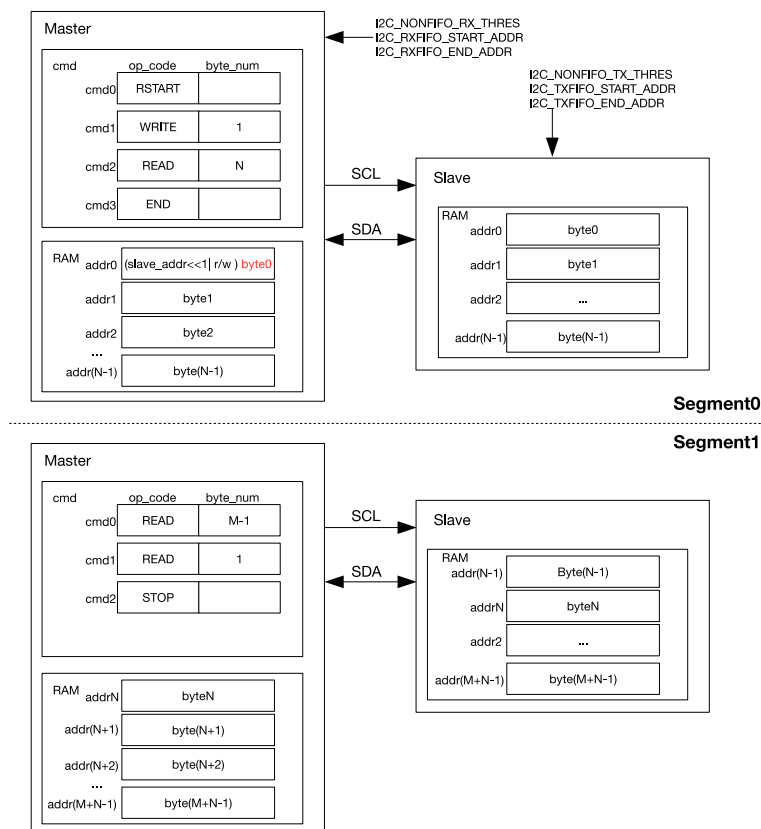 I2C_NONFIFO_RX_THRES
I2C_RXFIFO_START_ADDR
I2C_RXFIFO_END_ADDR
I2C_NONFIFO_TX_THRES
I2C_TXFIFO_START_ADDR
I2C_TXFIFO_END_ADDR
Master
cmd op_code byte_num
cmd0 RSTART
cmd1 WRITE 1
cmd2 READ N
cmd3 END
RAM
addr0 (slave_addr<<1| r/w ) byte0
addr1 byte1
addr2 byte2
...
addr(N-1) byte(N-1)
SCL
SDA
Slave
RAM
addr0 byte0
addr1 byte1
addr2 ...
addr(N-1) byte(N-1)
Segment0
Segment1
Master
cmd op_code byte_num
cmd0 READ M-1
cmd1 READ 1
cmd2 STOP
RAM
addrN byteN
addr(N+1) byte(N+1)
addr(N+2) byte(N+2)
...
addr(M+N-1) byte(M+N-1)
SCL
SDA
Slave
RAM
addr(N-1) Byte(N-1)
addrN byteN
addr2 ...
addr(M+N-1) byte(M+N-1)